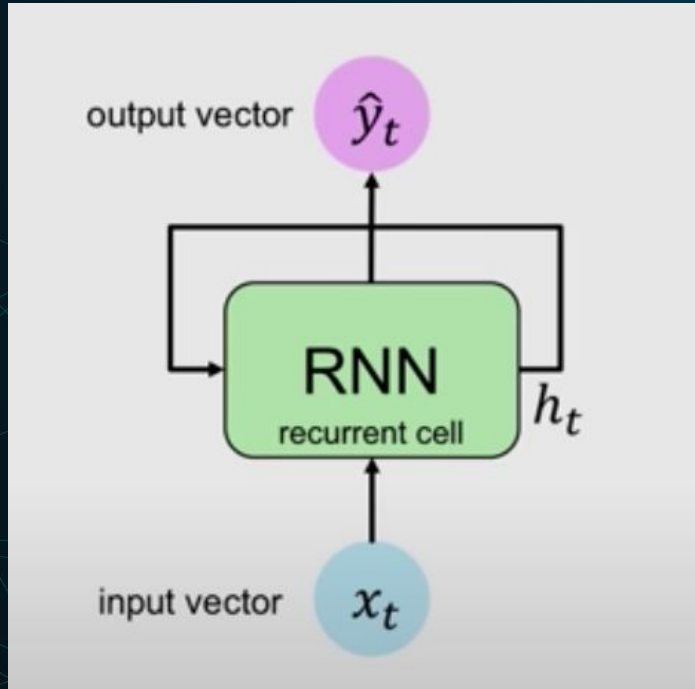 output vector ŷₜ
RNN
recurrent cell
hₜ
input vector xₜ